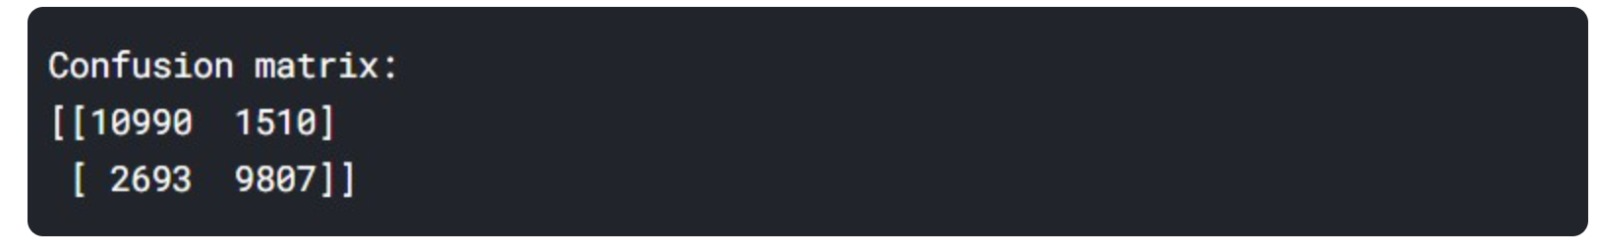 Confusion matrix:
[[10990  1510]
 [ 2693  9807]]